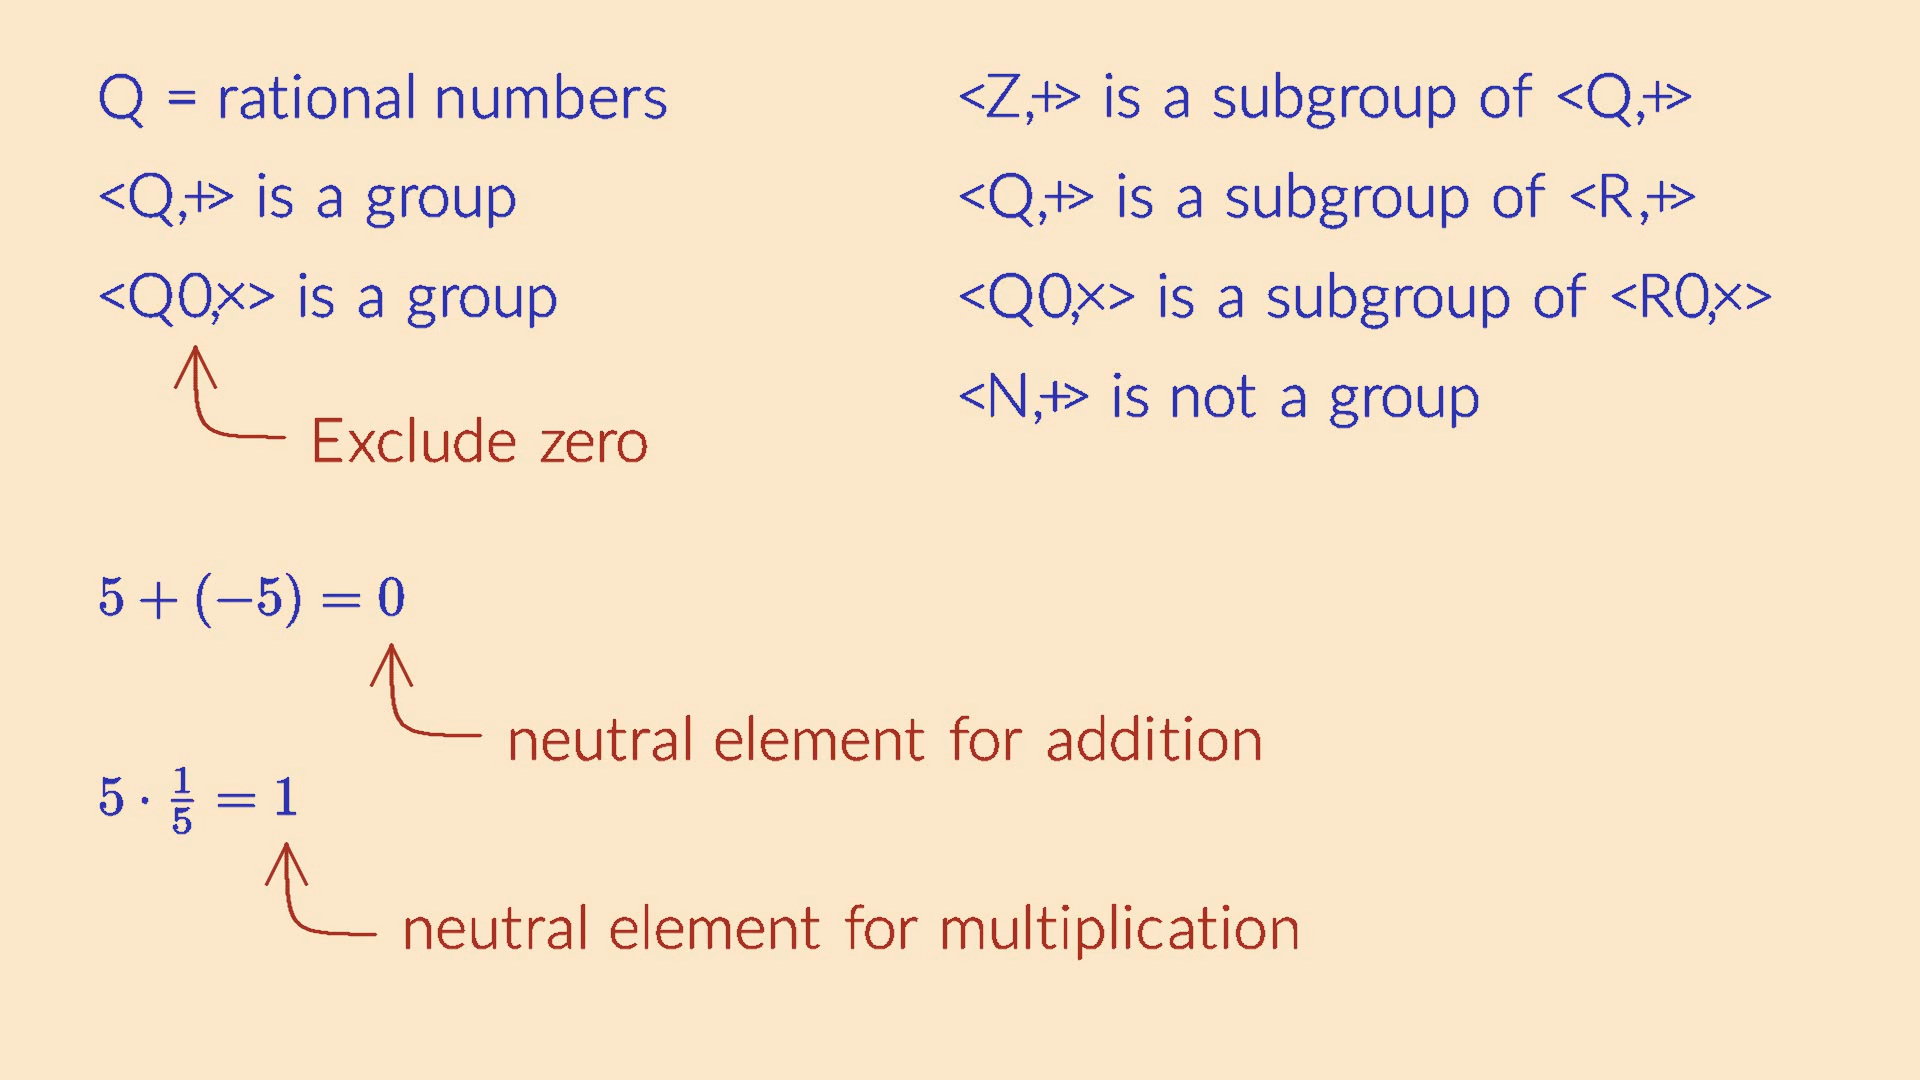 Q = rational numbers
<Q,+> is a group
<Q0,×> is a group
Exclude zero
<Z,+> is a subgroup of <Q,+>
<Q,+> is a subgroup of <R,+>
<Q0,×> is a subgroup of <R0,×>
<N,+> is not a group
5 + (−5) = 0
neutral element for addition
5 · 1/5 = 1
neutral element for multiplication